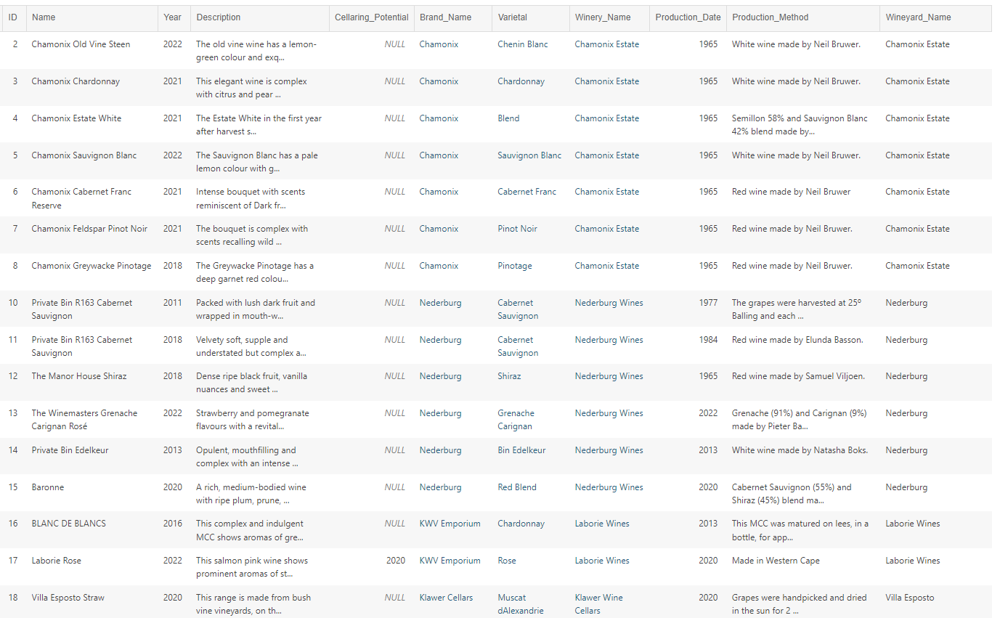 ID Name Year Description Cellaring_Potential Brand_Name Varietal Winery_Name Production_Date Production_Method Wineyard_Name
2 Chamonix Old Vine Steen 2022 The old vine wine has a lemon- NULL Chamonix Chenin Blanc Chamonix Estate 1965 White wine made by Neil Bruwer. Chamonix Estate
green colour and exq...
3 Chamonix Chardonnay 2021 This elegant wine is complex NULL Chamonix Chardonnay Chamonix Estate 1965 White wine made by Neil Bruwer. Chamonix Estate
with citrus and pear ...
4 Chamonix Estate White 2021 The Estate White in the first year NULL Chamonix Blend Chamonix Estate 1965 Semillon 58% and Sauvignon Blanc Chamonix Estate
after harvest s... 42% blend made by...
5 Chamonix Sauvignon Blanc 2022 The Sauvignon Blanc has a pale NULL Chamonix Sauvignon Blanc Chamonix Estate 1965 White wine made by Neil Bruwer. Chamonix Estate
lemon colour with g...
6 Chamonix Cabernet Franc 2021 Intense bouquet with scents NULL Chamonix Cabernet Franc Chamonix Estate 1965 Red wine made by Neil Bruwer Chamonix Estate
Reserve reminiscent of Dark fr...
7 Chamonix Feldspar Pinot Noir 2021 The bouquet is complex with NULL Chamonix Pinot Noir Chamonix Estate 1965 Red wine made by Neil Bruwer. Chamonix Estate
scents recalling wild ...
8 Chamonix Greywacke Pinotage 2018 The Greywacke Pinotage has a NULL Chamonix Pinotage Chamonix Estate 1965 Red wine made by Neil Bruwer. Chamonix Estate
deep garnet red colou...
10 Private Bin R163 Cabernet 2011 Packed with lush dark fruit and NULL Nederburg Cabernet Nederburg Wines 1977 The grapes were harvested at 25º Nederburg
Sauvignon wrapped in mouth-w... Sauvignon Balling and each ...
11 Private Bin R163 Cabernet 2018 Velvety soft, supple and NULL Nederburg Cabernet Nederburg Wines 1984 Red wine made by Elunda Basson. Nederburg
Sauvignon understated but complex a... Sauvignon
12 The Manor House Shiraz 2018 Dense ripe black fruit, vanilla NULL Nederburg Shiraz Nederburg Wines 1965 Red wine made by Samuel Viljoen. Nederburg
nuances and sweet ...
13 The Winemasters Grenache 2022 Strawberry and pomegranate NULL Nederburg Grenache Nederburg Wines 2022 Grenache (91%) and Carignan (9%) Nederburg
Carignan Rosé flavours with a revital... Carignan made by Pieter Ba...
14 Private Bin Edelkeur 2013 Opulent, mouthfilling and NULL Nederburg Bin Edelkeur Nederburg Wines 2013 White wine made by Natasha Boks. Nederburg
complex with an intense ...
15 Baronne 2020 A rich, medium-bodied wine NULL Nederburg Red Blend Nederburg Wines 2020 Cabernet Sauvignon (55%) and Nederburg
with ripe plum, prune, ... Shiraz (45%) blend ma...
16 BLANC DE BLANCS 2016 This complex and indulgent NULL KWV Emporium Chardonnay Laborie Wines 2013 This MCC was matured on lees, in a Laborie Wines
MCC shows aromas of gre... bottle, for app...
17 Laborie Rose 2022 This salmon pink wine shows 2020 KWV Emporium Rose Laborie Wines 2020 Made in Western Cape Laborie Wines
prominent aromas of st...
18 Villa Esposto Straw 2020 This range is made from bush NULL Klawer Cellars Muscat Klawer Wine 2020 Grapes were handpicked and dried Villa Esposto
vine vineyards, on th... dAlexandrie Cellars in the sun for 2 ...